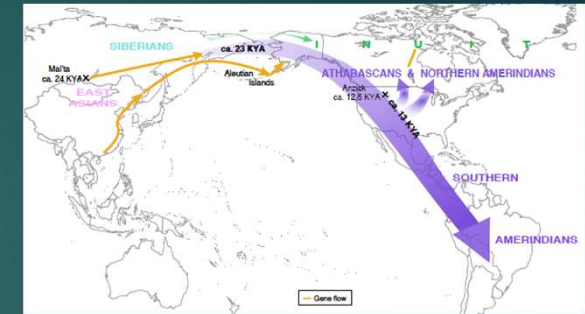 SIBERIANS
ca. 23 KYA
I N U I T
Mal'ta
ca. 24 KYA X
EAST
ASIANS
Aleutian
Islands
ATHABASCANS & NORTHERN AMERINDIANS
Anzick
ca. 12,6 KYA X
ca. 13 KYA
SOUTHERN
AMERINDIANS
Gene flow